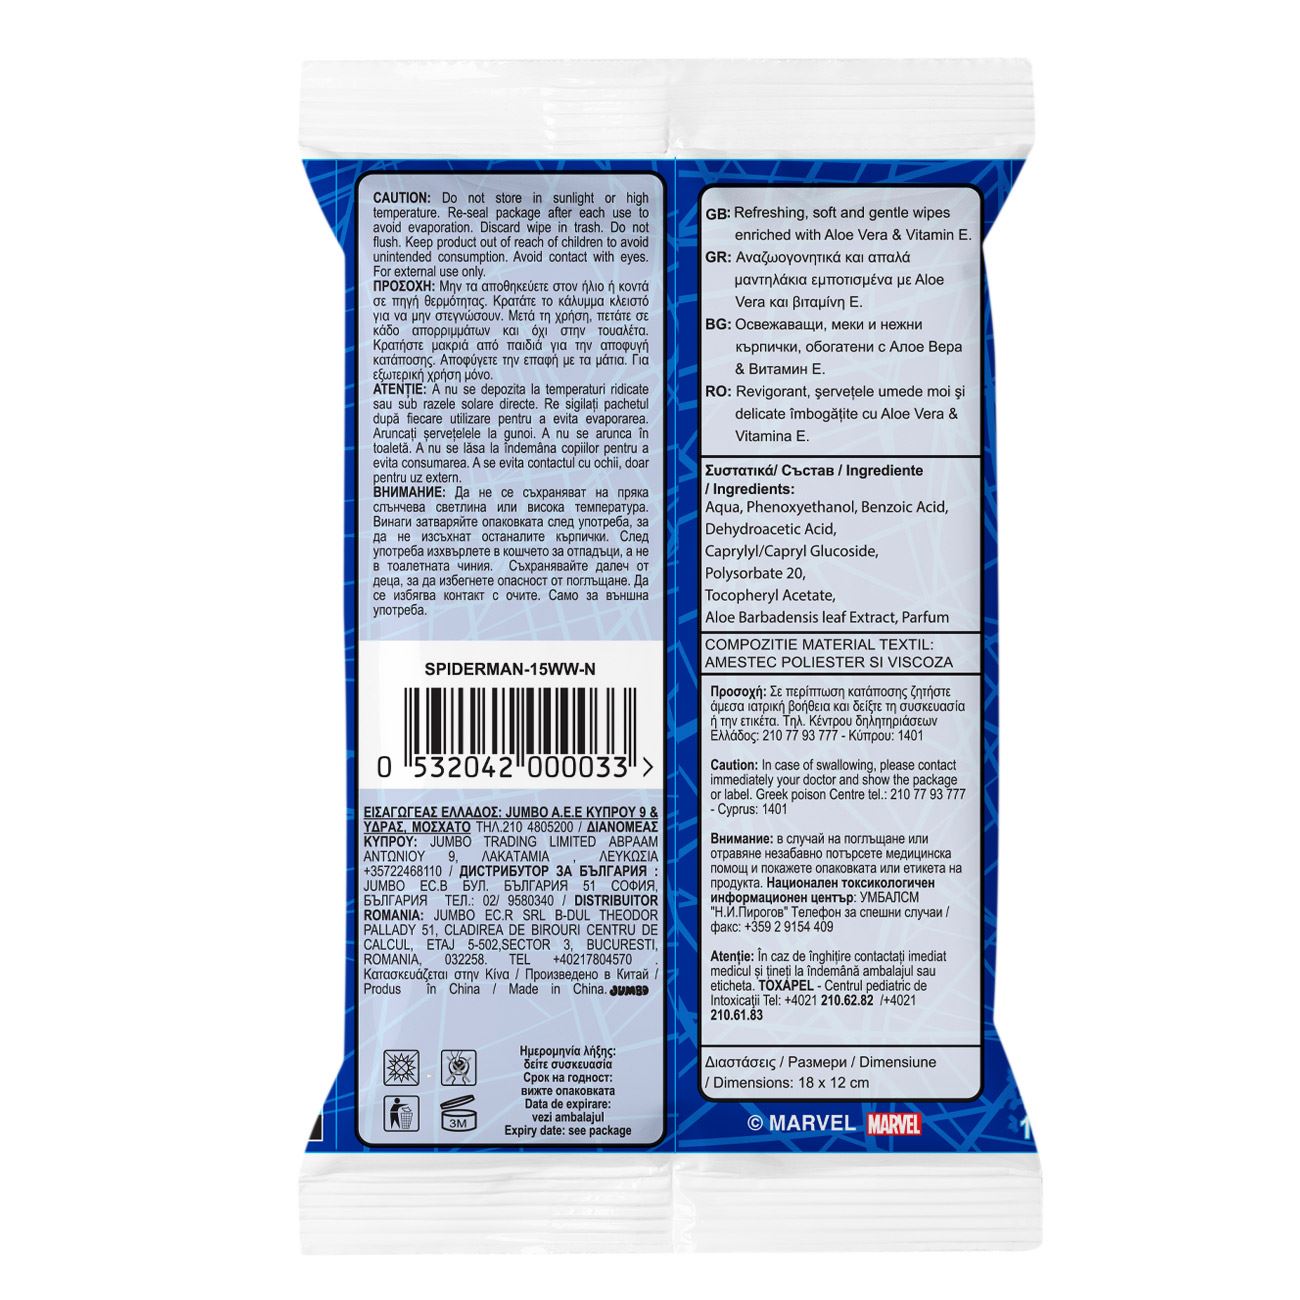 CAUTION: Do not store in sunlight or high
temperature. Re-seal package after each use to
avoid evaporation. Discard wipe in trash. Do not
flush. Keep product out of reach of children to avoid
unintended consumption. Avoid contact with eyes.
For external use only.
ΠΡΟΣΟΧΗ: Μην τα αποθηκεύετε στον ήλιο ή κοντά
σε πηγή θερμότητας. Κρατάτε το κάλυμμα κλειστό
για να μην στεγνώσουν. Μετά τη χρήση, πετάτε σε
κάδο απορριμμάτων και όχι στην τουαλέτα.
Κρατήστε μακριά από παιδιά για την αποφυγή
κατάποσης. Αποφύγετε την επαφή με τα μάτια. Για
εξωτερική χρήση μόνο.
ATENȚIE: A nu se depozita la temperaturi ridicate
sau sub razele solare directe. Re sigilați pachetul
după fiecare utilizare pentru a evita evaporarea.
Aruncați șervețelele la gunoi. A nu se arunca în
toaletă. A nu se lăsa la îndemâna copiilor pentru a
evita consumarea. A se evita contactul cu ochii, doar
pentru uz extern.
ВНИМАНИЕ: Да не се съхраняват на пряка
слънчева светлина или висока температура.
Винаги затваряйте опаковката след употреба, за
да не изсъхнат останалите кърпички. След
употреба изхвърлете в кошчето за отпадъци, а не
в тоалетната чиния. Съхранявайте далеч от
деца, за да избегнете опасност от поглъщане. Да
се избягва контакт с очите. Само за външна
употреба.
SPIDERMAN-15WW-N
0 532042 000033 >
ΕΙΣΑΓΩΓΕΑΣ ΕΛΛΑΔΟΣ: JUMBO A.E.E ΚΥΠΡΟΥ 9 &
ΥΔΡΑΣ, ΜΟΣΧΑΤΟ ΤΗΛ.210 4805200 / ΔΙΑΝΟΜΕΑΣ
ΚΥΠΡΟΥ: JUMBO TRADING LIMITED ΑΒΡΑΑΜ
ΑΝΤΩΝΙΟΥ 9, ΛΑΚΑΤΑΜΙΑ , ΛΕΥΚΩΣΙΑ
+35722468110 / ДИСТРИБУТОР ЗА БЪЛГАРИЯ :
JUMBO EC.B БУЛ. БЪЛГАРИЯ 51 СОФИЯ,
БЪЛГАРИЯ ТЕЛ.: 02/ 9580340 / DISTRIBUITOR
ROMANIA: JUMBO EC.R SRL B-DUL THEODOR
PALLADY 51, CLADIREA DE BIROURI CENTRU DE
CALCUL, ETAJ 5-502,SECTOR 3, BUCURESTI,
ROMANIA, 032258. TEL +40217804570 .
Κατασκευάζεται στην Κίνα / Произведено в Китай /
Produs în China / Made in China. JUMBO
3M
Ημερομηνία λήξης:
δείτε συσκευασία
Срок на годност:
вижте опаковката
Data de expirare:
vezi ambalajul
Expiry date: see package
GB: Refreshing, soft and gentle wipes
enriched with Aloe Vera & Vitamin E.
GR: Αναζωογονητικά και απαλά
μαντηλάκια εμποτισμένα με Aloe
Vera και βιταμίνη Ε.
BG: Освежаващи, меки и нежни
кърпички, обогатени с Алое Вера
& Витамин Е.
RO: Revigorant, şerveţele umede moi şi
delicate îmbogăţite cu Aloe Vera &
Vitamina E.
Συστατικά/ Състав / Ingrediente
/ Ingredients:
Aqua, Phenoxyethanol, Benzoic Acid,
Dehydroacetic Acid,
Caprylyl/Capryl Glucoside,
Polysorbate 20,
Tocopheryl Acetate,
Aloe Barbadensis leaf Extract, Parfum
COMPOZITIE MATERIAL TEXTIL:
AMESTEC POLIESTER SI VISCOZA
Προσοχή: Σε περίπτωση κατάποσης ζητήστε
άμεσα ιατρική βοήθεια και δείξτε τη συσκευασία
ή την ετικέτα. Τηλ. Κέντρου δηλητηριάσεων
Ελλάδος: 210 77 93 777 - Κύπρου: 1401
Caution: In case of swallowing, please contact
immediately your doctor and show the package
or label. Greek poison Centre tel.: 210 77 93 777
- Cyprus: 1401
Внимание: в случай на поглъщане или
отравяне незабавно потърсете медицинска
помощ и покажете опаковката или етикета на
продукта. Национален токсикологичен
информационен център: УМБАЛСМ
"Н.И.Пирогов" Телефон за спешни случаи /
факс: +359 2 9154 409
Atenție: În caz de înghițire contactați imediat
medicul și țineți la îndemână ambalajul sau
eticheta. TOXAPEL - Centrul pediatric de
Intoxicaţii Tel: +4021 210.62.82 /+4021
210.61.83
Διαστάσεις / Размери / Dimensiune
/ Dimensions: 18 x 12 cm
© MARVEL MARVEL
1